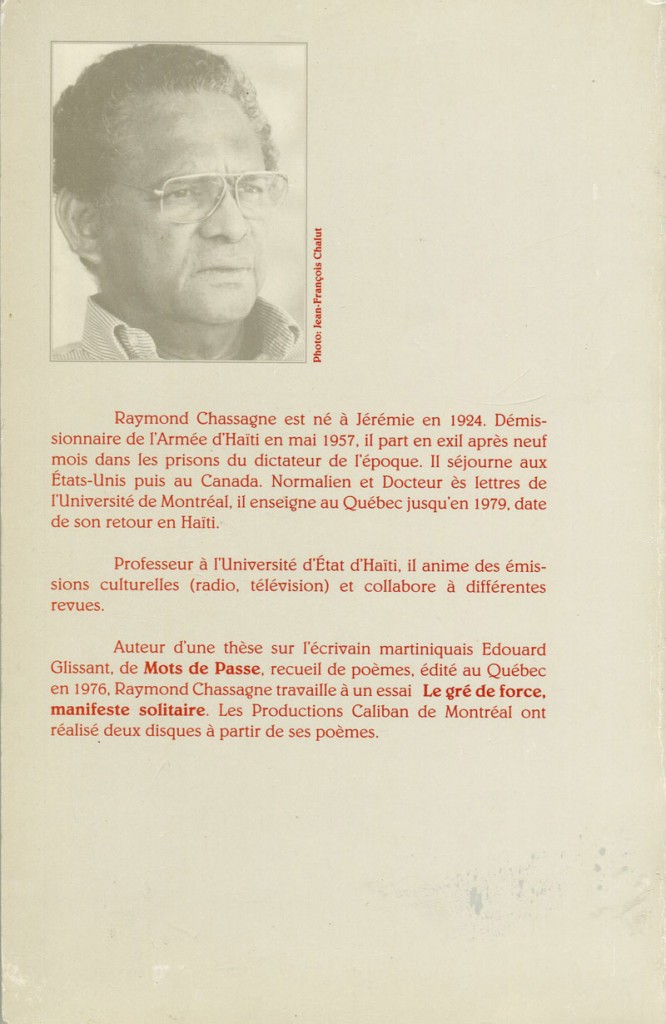 Photo: Jean-François Chalut
Raymond Chassagne est né à Jérémie en 1924. Démis-
sionnaire de l'Armée d'Haïti en mai 1957, il part en exil après neuf
mois dans les prisons du dictateur de l'époque. Il séjourne aux
États-Unis puis au Canada. Normalien et Docteur ès lettres de
l'Université de Montréal, il enseigne au Québec jusqu'en 1979, date
de son retour en Haïti.
Professeur à l'Université d'État d'Haïti, il anime des émis-
sions culturelles (radio, télévision) et collabore à différentes
revues.
Auteur d'une thèse sur l'écrivain martiniquais Edouard
Glissant, de Mots de Passe, recueil de poèmes, édité au Québec
en 1976, Raymond Chassagne travaille à un essai Le gré de force,
manifeste solitaire. Les Productions Caliban de Montréal ont
réalisé deux disques à partir de ses poèmes.